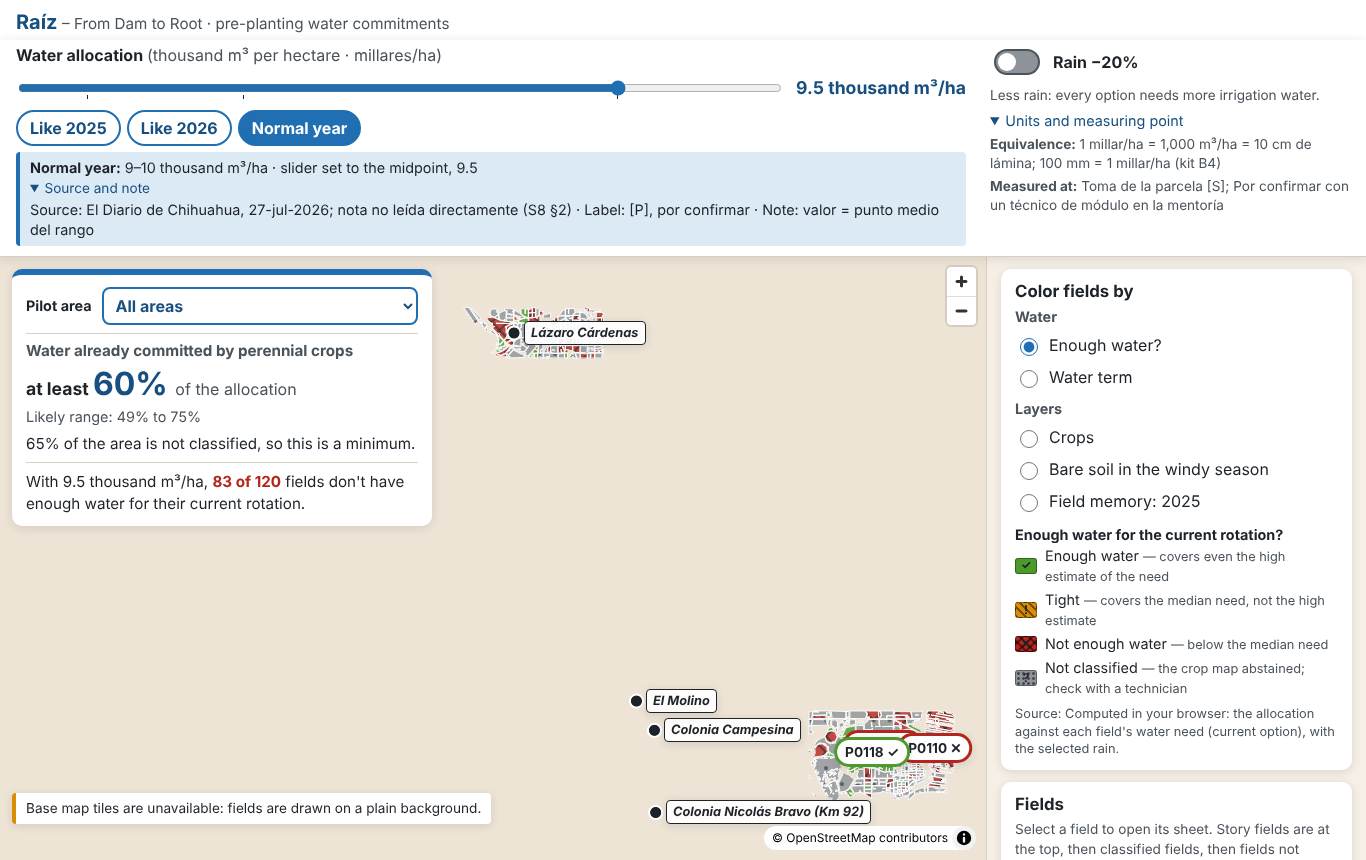 Raíz – From Dam to Root · pre-planting water commitments
Water allocation (thousand m³ per hectare · millares/ha)
9.5 thousand m³/ha
Like 2025
Like 2026
Normal year
Normal year: 9–10 thousand m³/ha · slider set to the midpoint, 9.5
▼ Source and note
Source: El Diario de Chihuahua, 27-jul-2026; nota no leída directamente (S8 §2) · Label: [P], por confirmar · Note: valor = punto medio
del rango
Rain −20%
Less rain: every option needs more irrigation water.
▼ Units and measuring point
Equivalence: 1 millar/ha = 1,000 m³/ha = 10 cm de
lámina; 100 mm = 1 millar/ha (kit B4)
Measured at: Toma de la parcela [S]; Por confirmar con
un técnico de módulo en la mentoría
Pilot area
All areas
Water already committed by perennial crops
at least 60% of the allocation
Likely range: 49% to 75%
65% of the area is not classified, so this is a minimum.
With 9.5 thousand m³/ha, 83 of 120 fields don't have
enough water for their current rotation.
Lázaro Cárdenas
El Molino
Colonia Campesina
P0118 ✓
P0110 ✕
Colonia Nicolás Bravo (Km 92)
Base map tiles are unavailable: fields are drawn on a plain background.
© OpenStreetMap contributors
Color fields by
Water
Enough water?
Water term
Layers
Crops
Bare soil in the windy season
Field memory: 2025
Enough water for the current rotation?
Enough water — covers even the high
estimate of the need
Tight — covers the median need, not the high
estimate
Not enough water — below the median need
Not classified — the crop map abstained;
check with a technician
Source: Computed in your browser: the allocation
against each field's water need (current option), with
the selected rain.
Fields
Select a field to open its sheet. Story fields are at
the top, then classified fields, then fields not